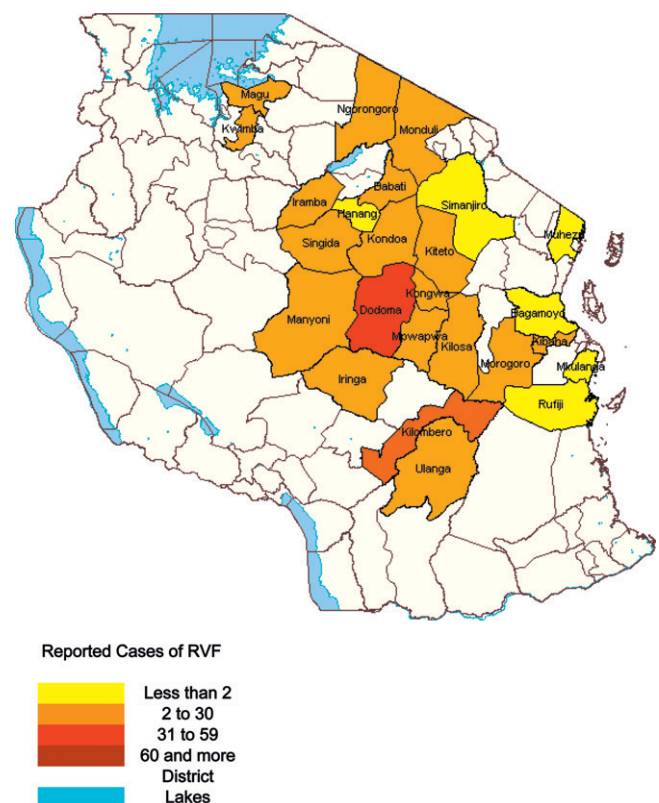 Magu
Ngorongoro
Kwimba
Monduli
Babati
Iramba
Simanjiro
Hanang
Muheza
Singida
Kondoa
Kiteto
Kongwa
Dodoma
Bagamoyo
Manyoni
Mpwapwa
Kilosa
Kibaha
Morogoro
Mkulanga
Iringa
Rufiji
Kilombero
Ulanga
Reported Cases of RVF
Less than 2
2 to 30
31 to 59
60 and more
District
Lakes